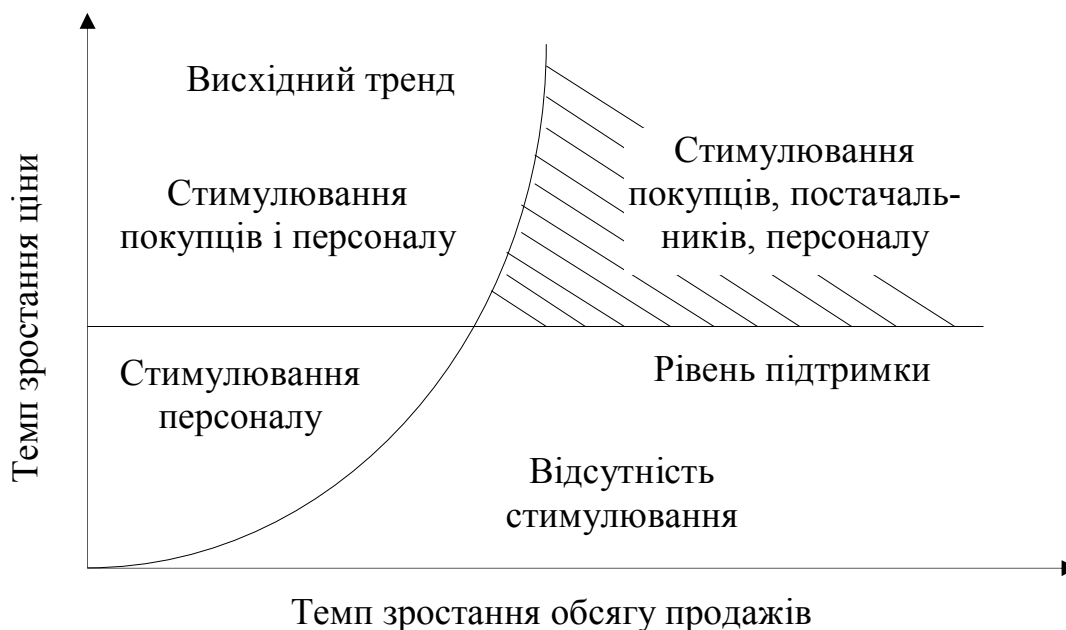 Темп зростання ціни
Висхідний тренд
Стимулювання
покупців і персоналу
Стимулювання
покупців, постачаль-
ників, персоналу
Стимулювання
персоналу
Рівень підтримки
Відсутність
стимулювання
Темп зростання обсягу продажів